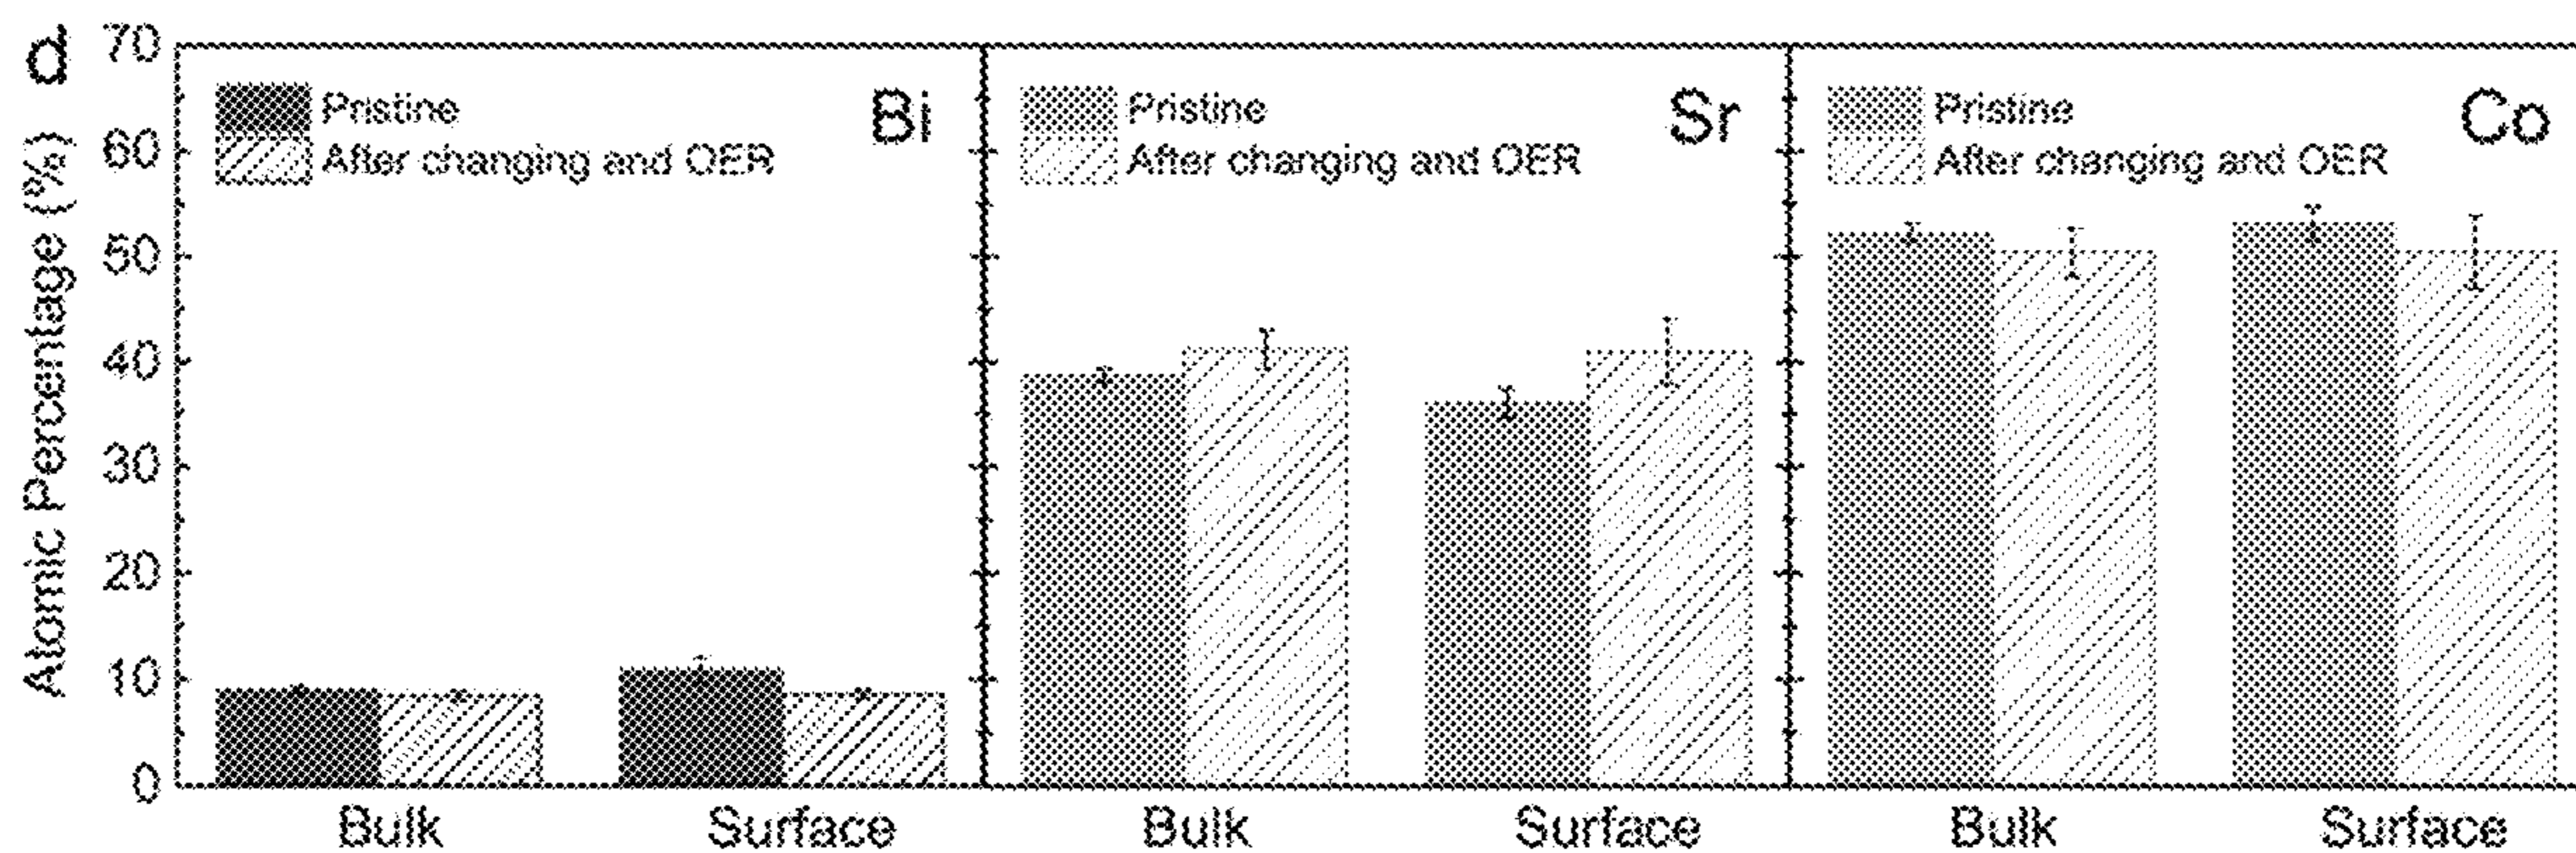 d
Atomic Percentage (%)
70
60
50
40
30
20
10
0
Pristine
After changing and OER
Bi
Bulk
Surface
Pristine
After changing and OER
Sr
Bulk
Surface
Pristine
After changing and OER
Co
Bulk
Surface